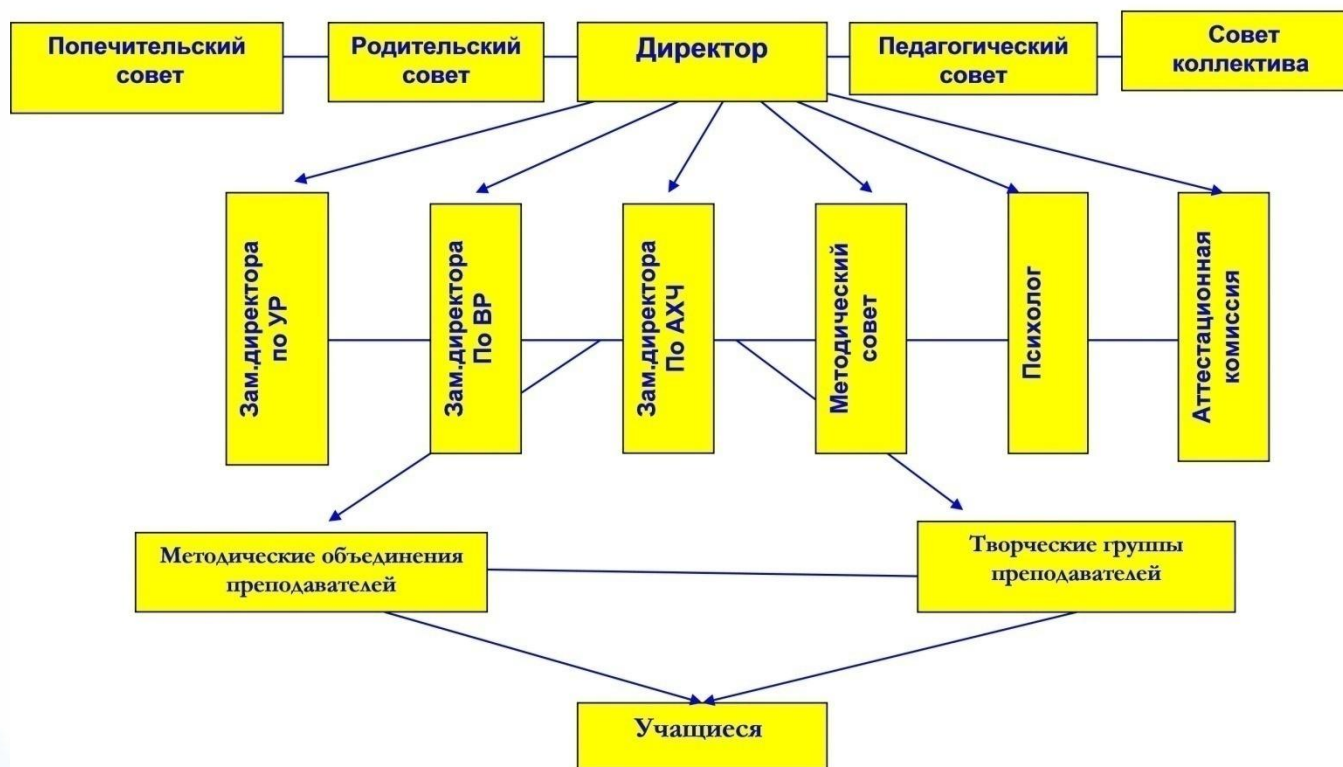 Попечительский
совет
Родительский
совет
Директор
Педагогический
совет
Совет
коллектива
Зам.директора
по УР
Зам.директора
По ВР
Зам.директора
По АХЧ
Методический
совет
Психолог
Аттестационная
комиссия
Методические объединения
преподавателей
Творческие группы
преподавателей
Учащиеся